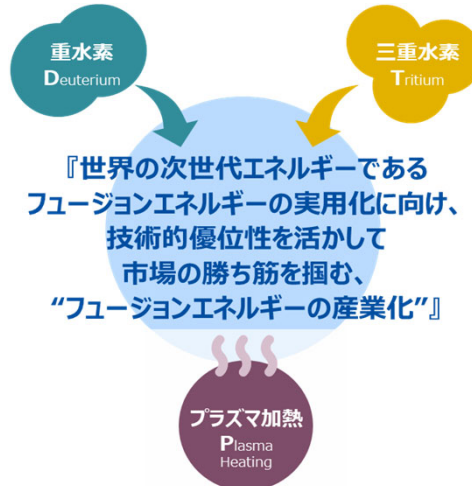 重水素
Deuterium
三重水素
Tritium
『世界の次世代エネルギーである
フュージョンエネルギーの実用化に向け、
技術的優位性を活かして
市場の勝ち筋を掴む、
“フュージョンエネルギーの産業化”』
プラズマ加熱
Plasma
Heating